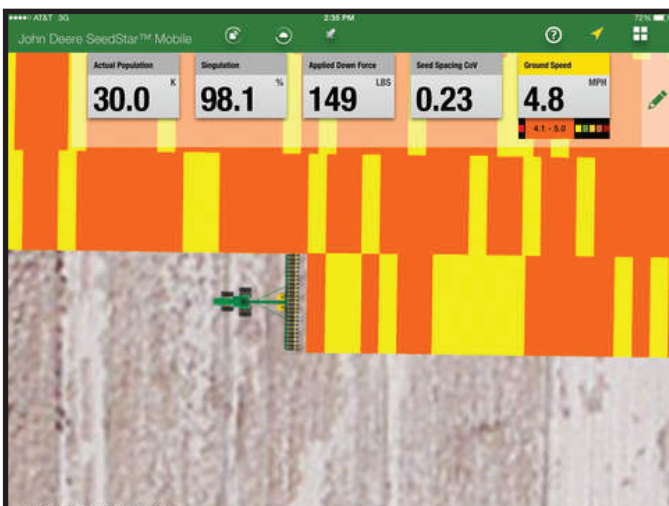 AT&T 3G 2:35 PM 72%
John Deere SeedStar™ Mobile
Actual Population
30.0 K
Singulation
98.1 %
Applied Down Force
149 LBS
Seed Spacing CoV
0.23
Ground Speed
4.8 MPH
4.1 - 5.0